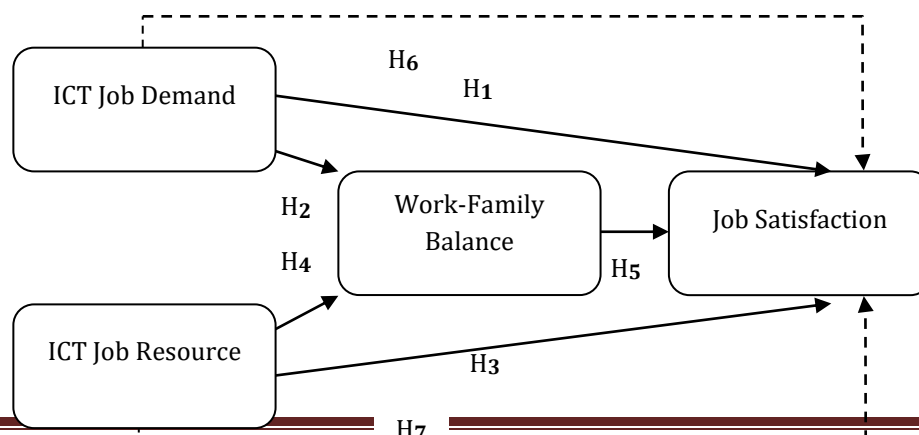 H6
H1
ICT Job Demand
H2
Work-Family
Balance
Job Satisfaction
H4
H5
ICT Job Resource
H3
H7